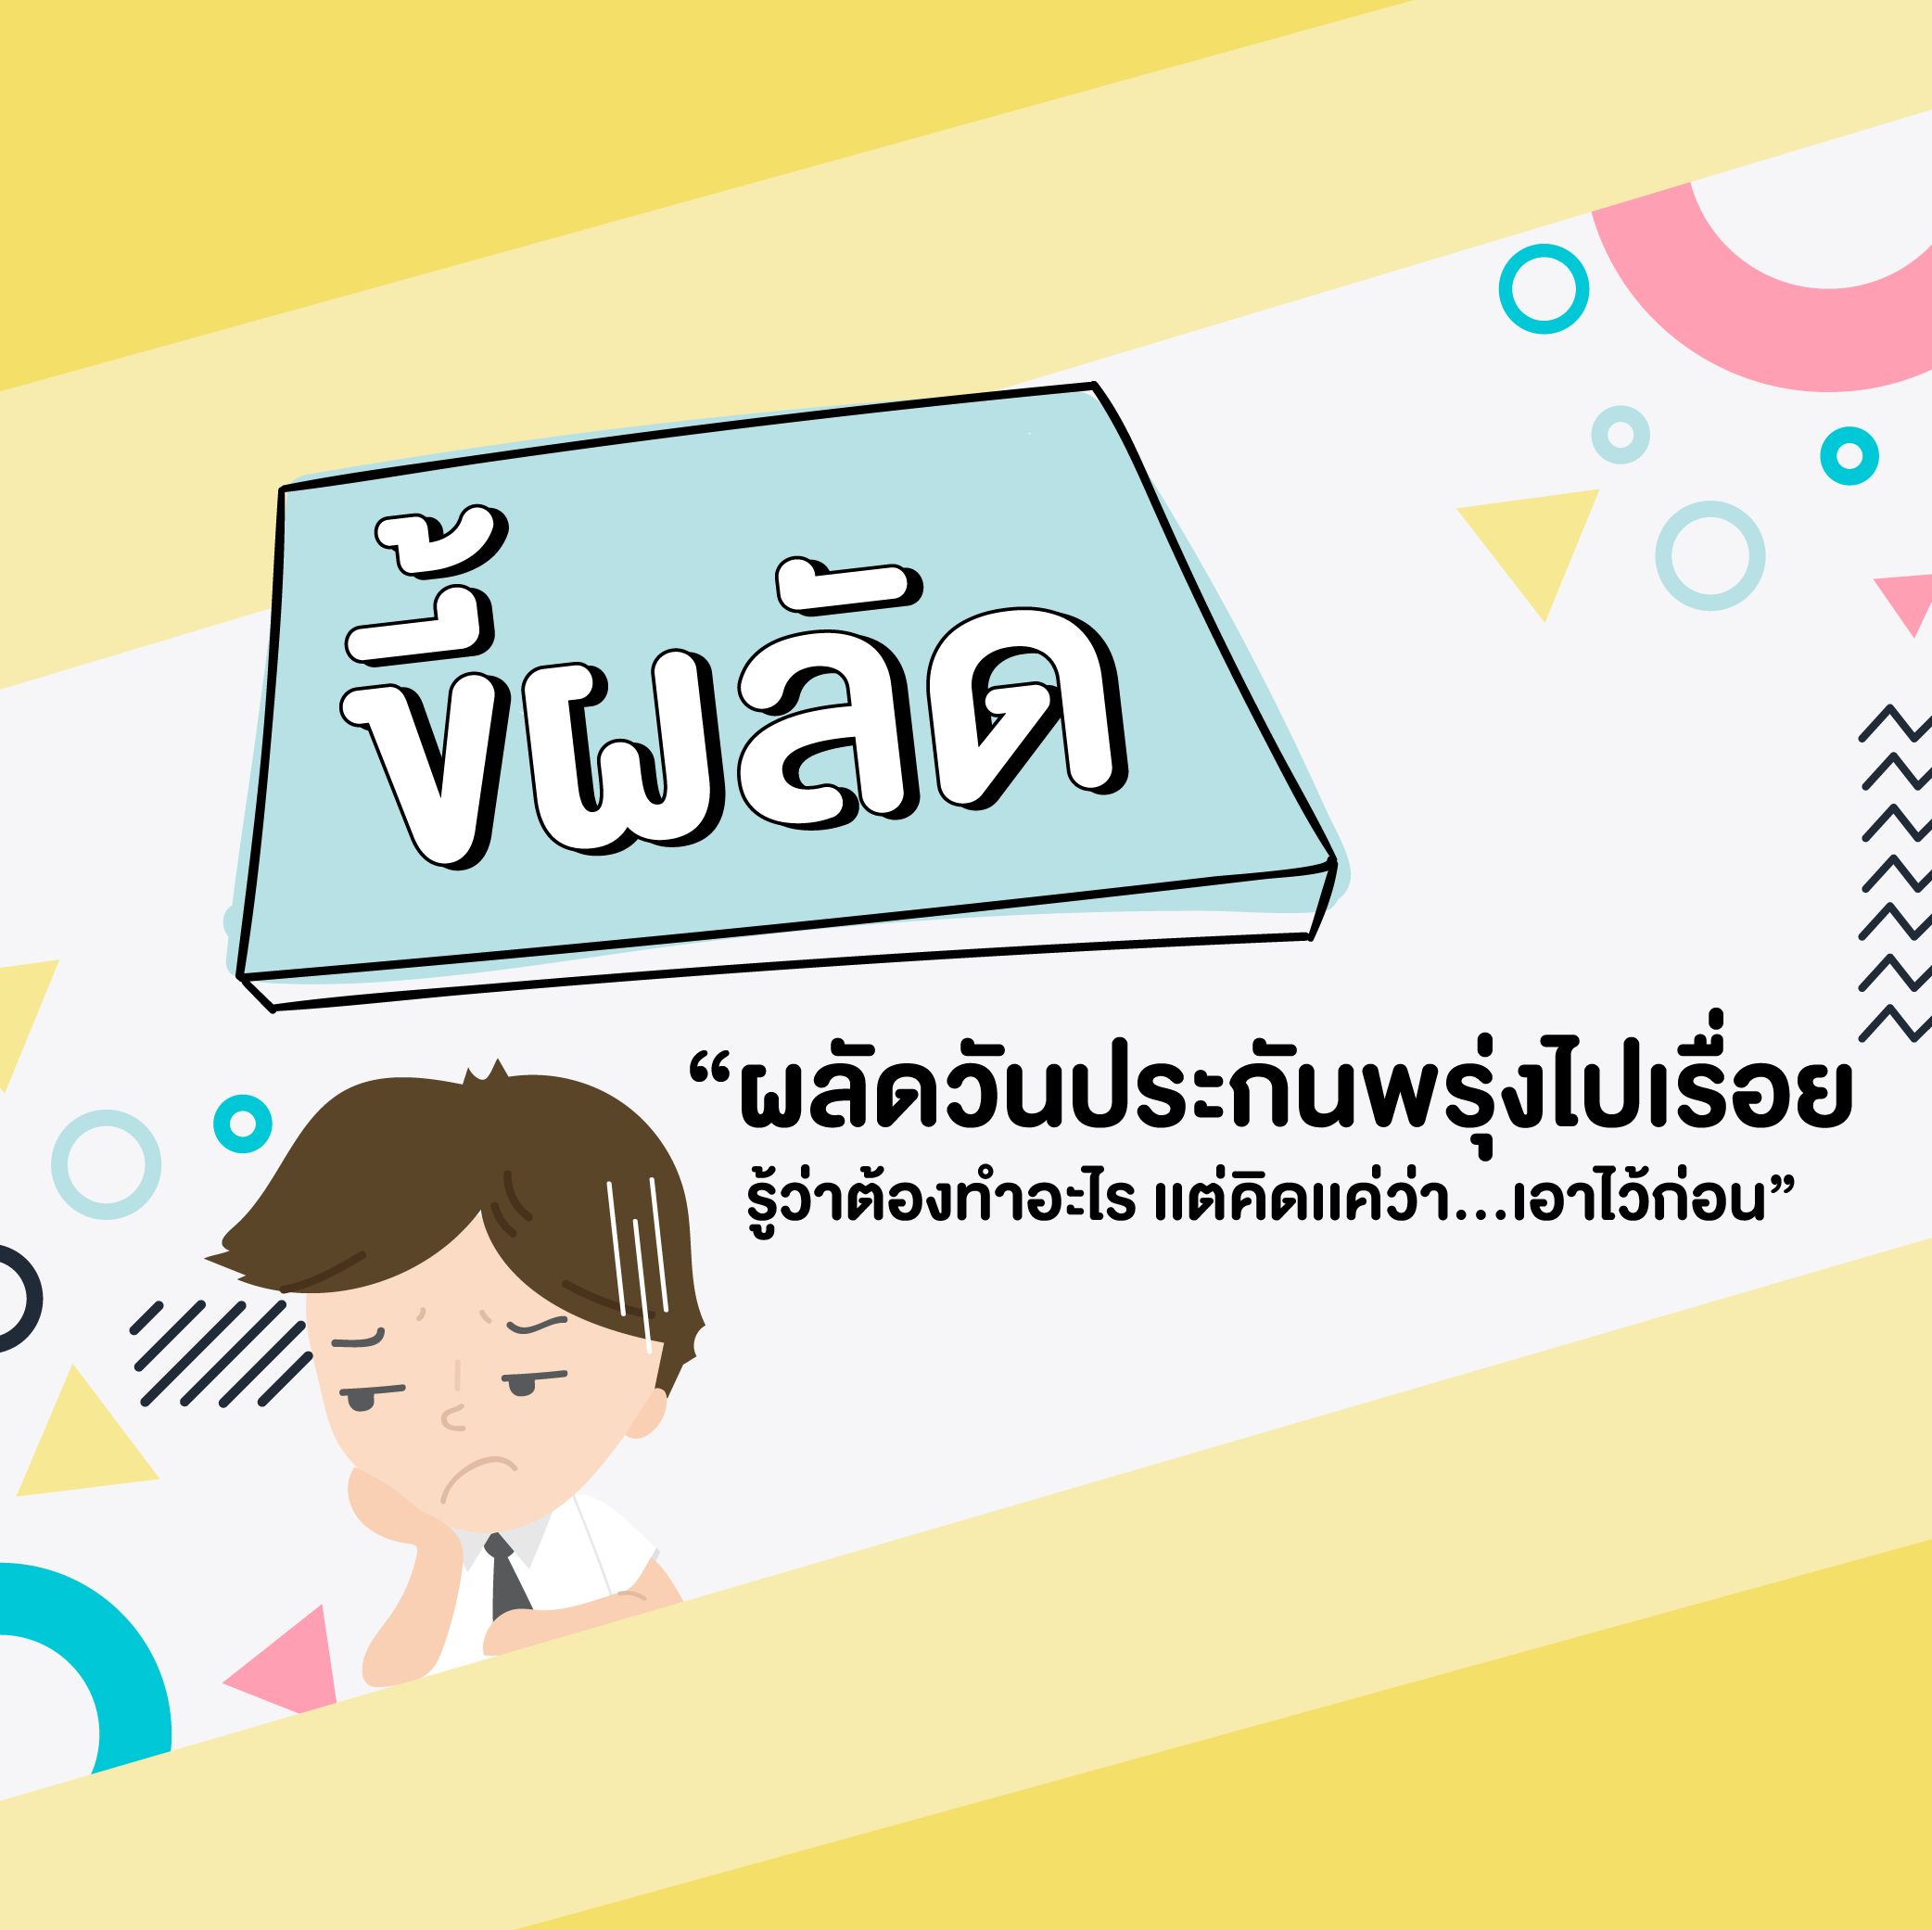 ขี้ผลัด
“ผลัดวันประกันพรุ่งไปเรื่อย
รู้ว่าต้องทำอะไร แต่คิดแค่ว่า...เอาไว้ก่อน”